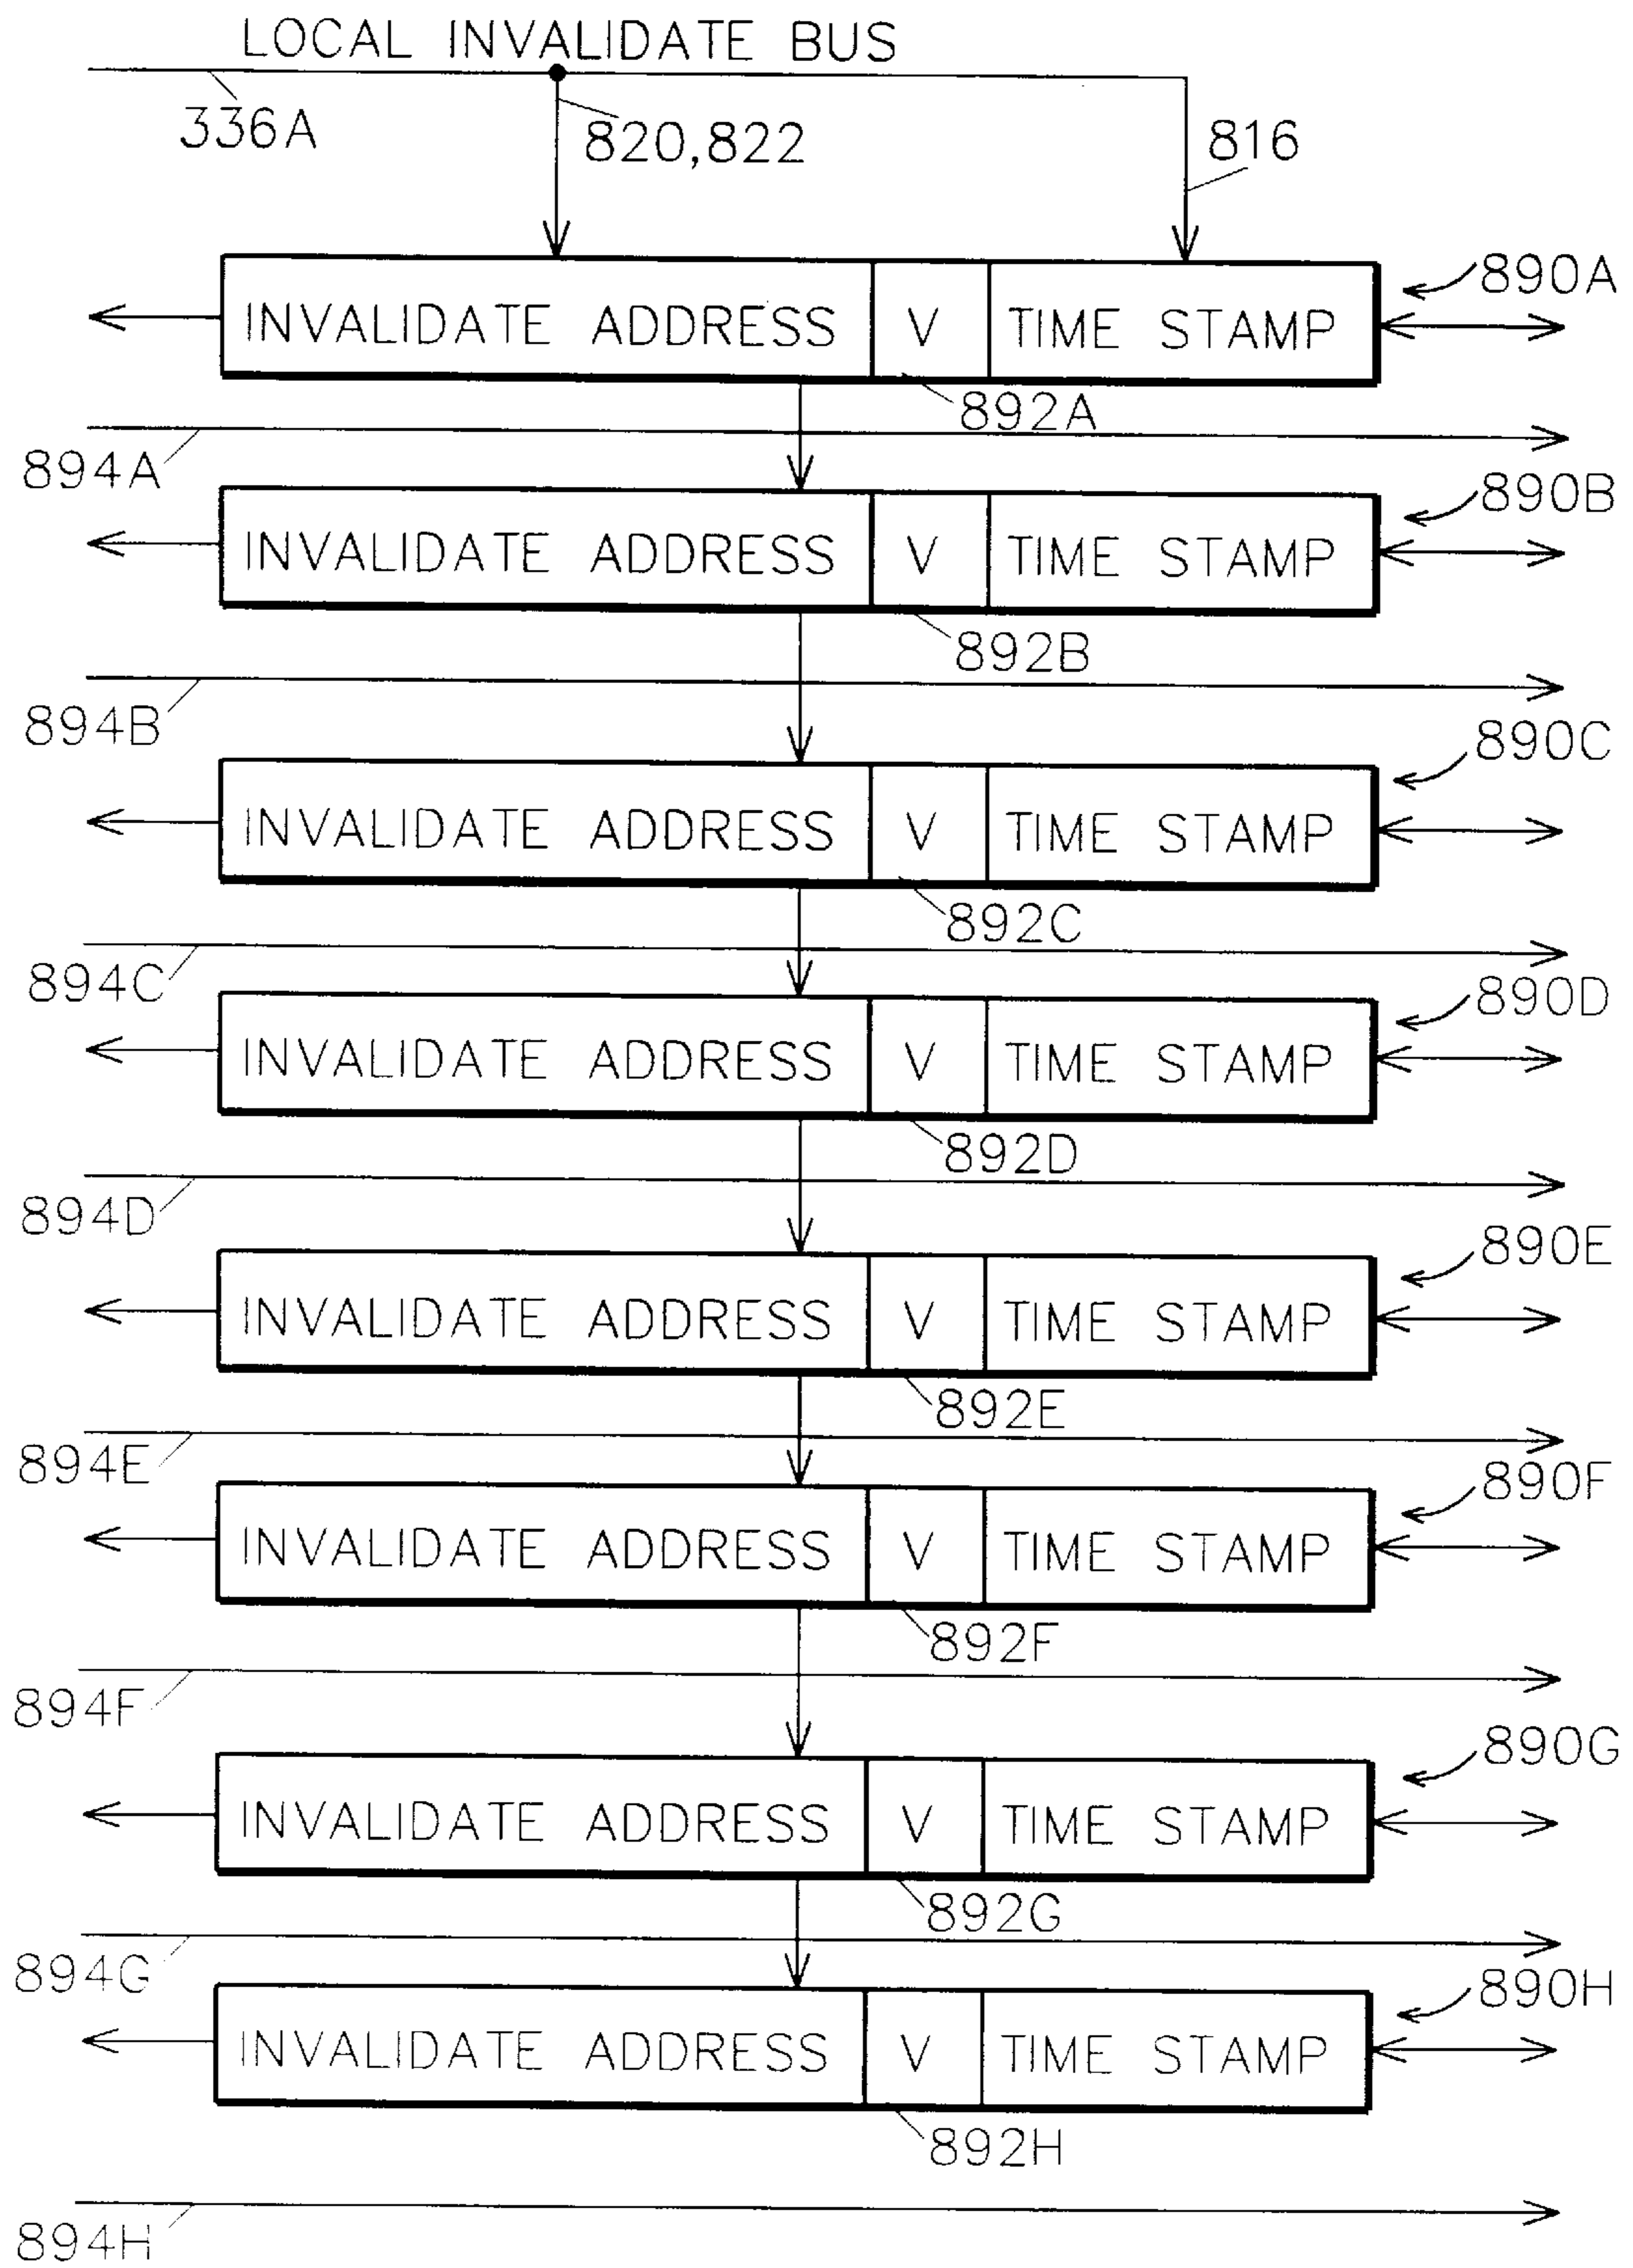 LOCAL INVALIDATE BUS
336A
820,822
816
890A
INVALIDATE ADDRESS V TIME STAMP
892A
894A
890B
INVALIDATE ADDRESS V TIME STAMP
892B
894B
890C
INVALIDATE ADDRESS V TIME STAMP
892C
894C
890D
INVALIDATE ADDRESS V TIME STAMP
892D
894D
890E
INVALIDATE ADDRESS V TIME STAMP
892E
894E
890F
INVALIDATE ADDRESS V TIME STAMP
892F
894F
890G
INVALIDATE ADDRESS V TIME STAMP
892G
894G
890H
INVALIDATE ADDRESS V TIME STAMP
892H
894H